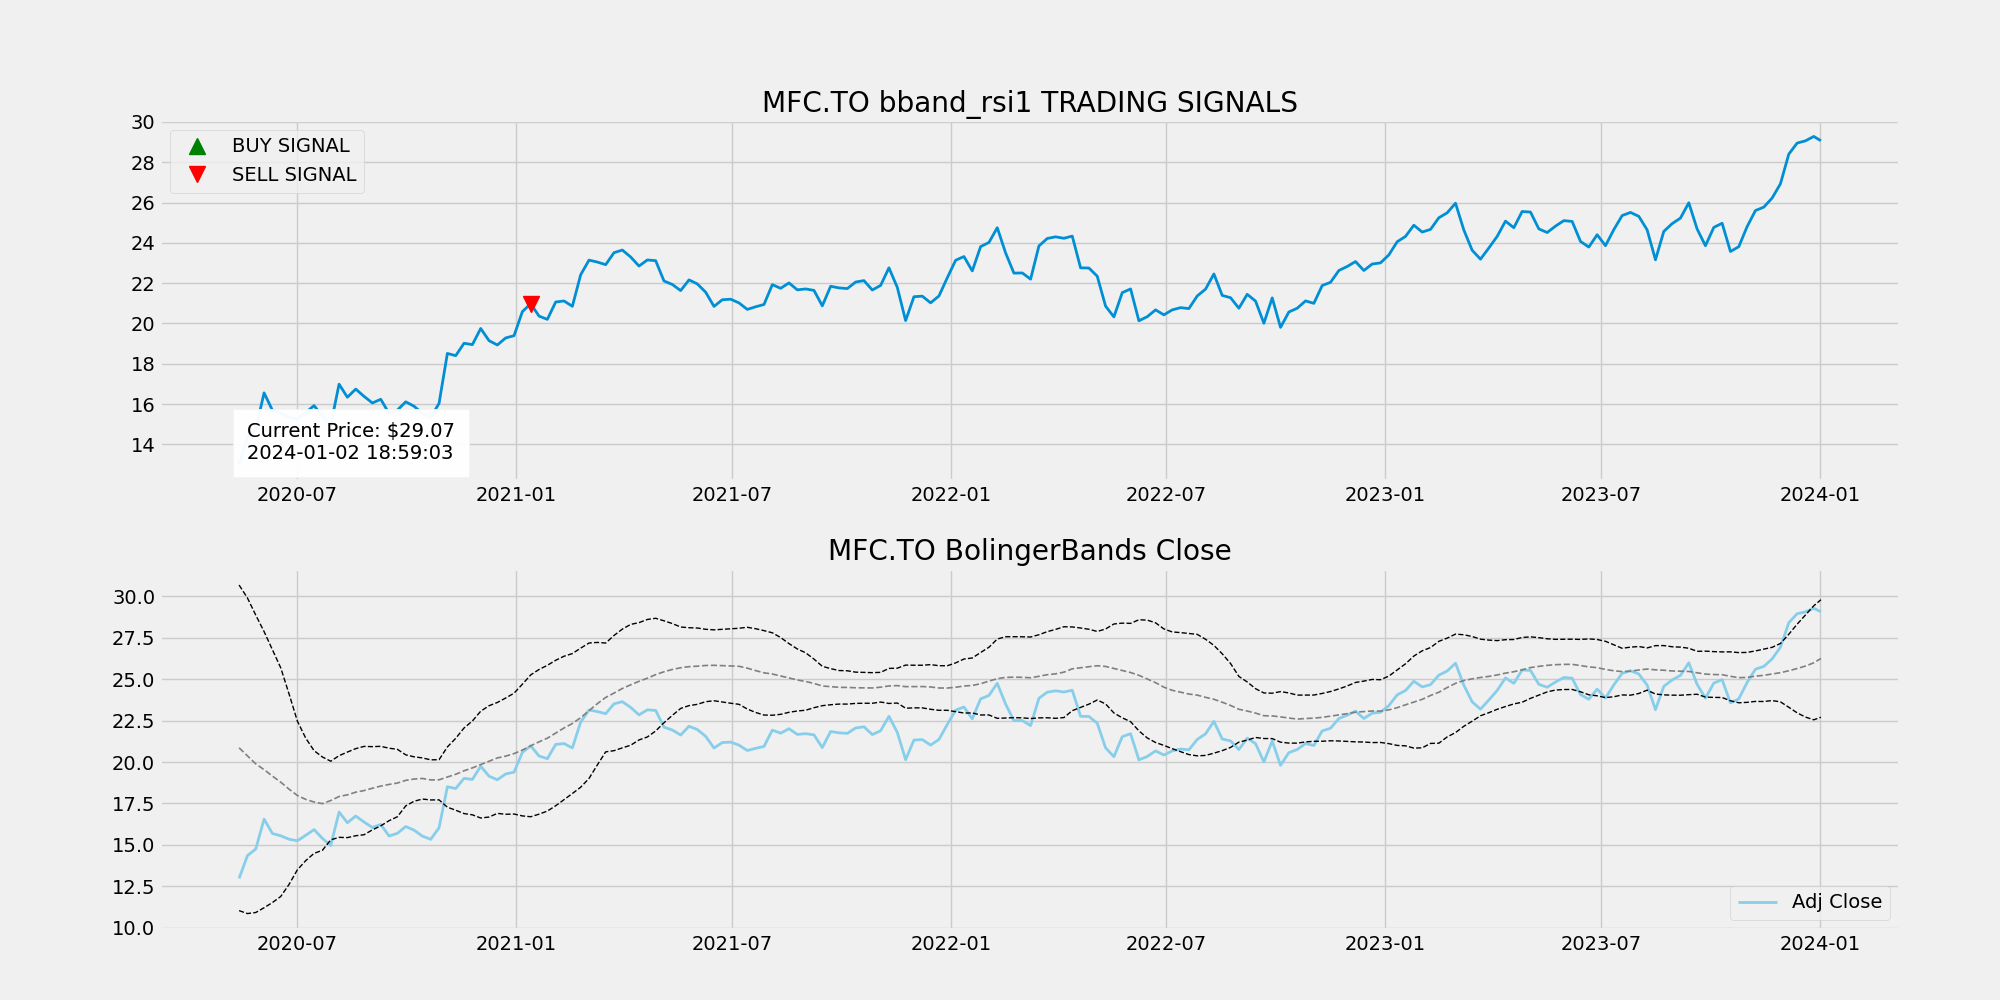 MFC.TO bband_rsi1 TRADING SIGNALS
30
28
26
24
22
20
18
16
14
BUY SIGNAL
SELL SIGNAL
Current Price: $29.07
2024-01-02 18:59:03
2020-07 2021-01 2021-07 2022-01 2022-07 2023-01 2023-07 2024-01
MFC.TO BolingerBands Close
30.0
27.5
25.0
22.5
20.0
17.5
15.0
12.5
10.0
Adj Close
2020-07 2021-01 2021-07 2022-01 2022-07 2023-01 2023-07 2024-01